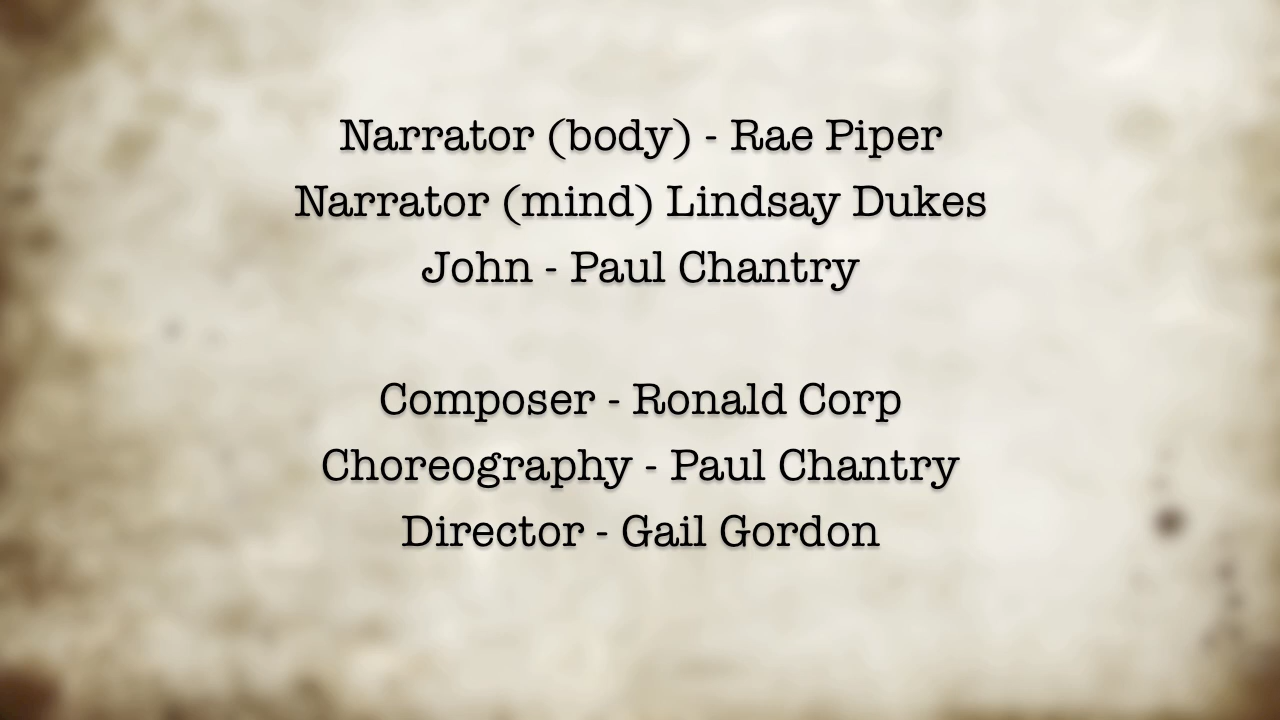 Narrator (body) - Rae Piper
Narrator (mind) Lindsay Dukes
John - Paul Chantry
Composer - Ronald Corp
Choreography - Paul Chantry
Director - Gail Gordon